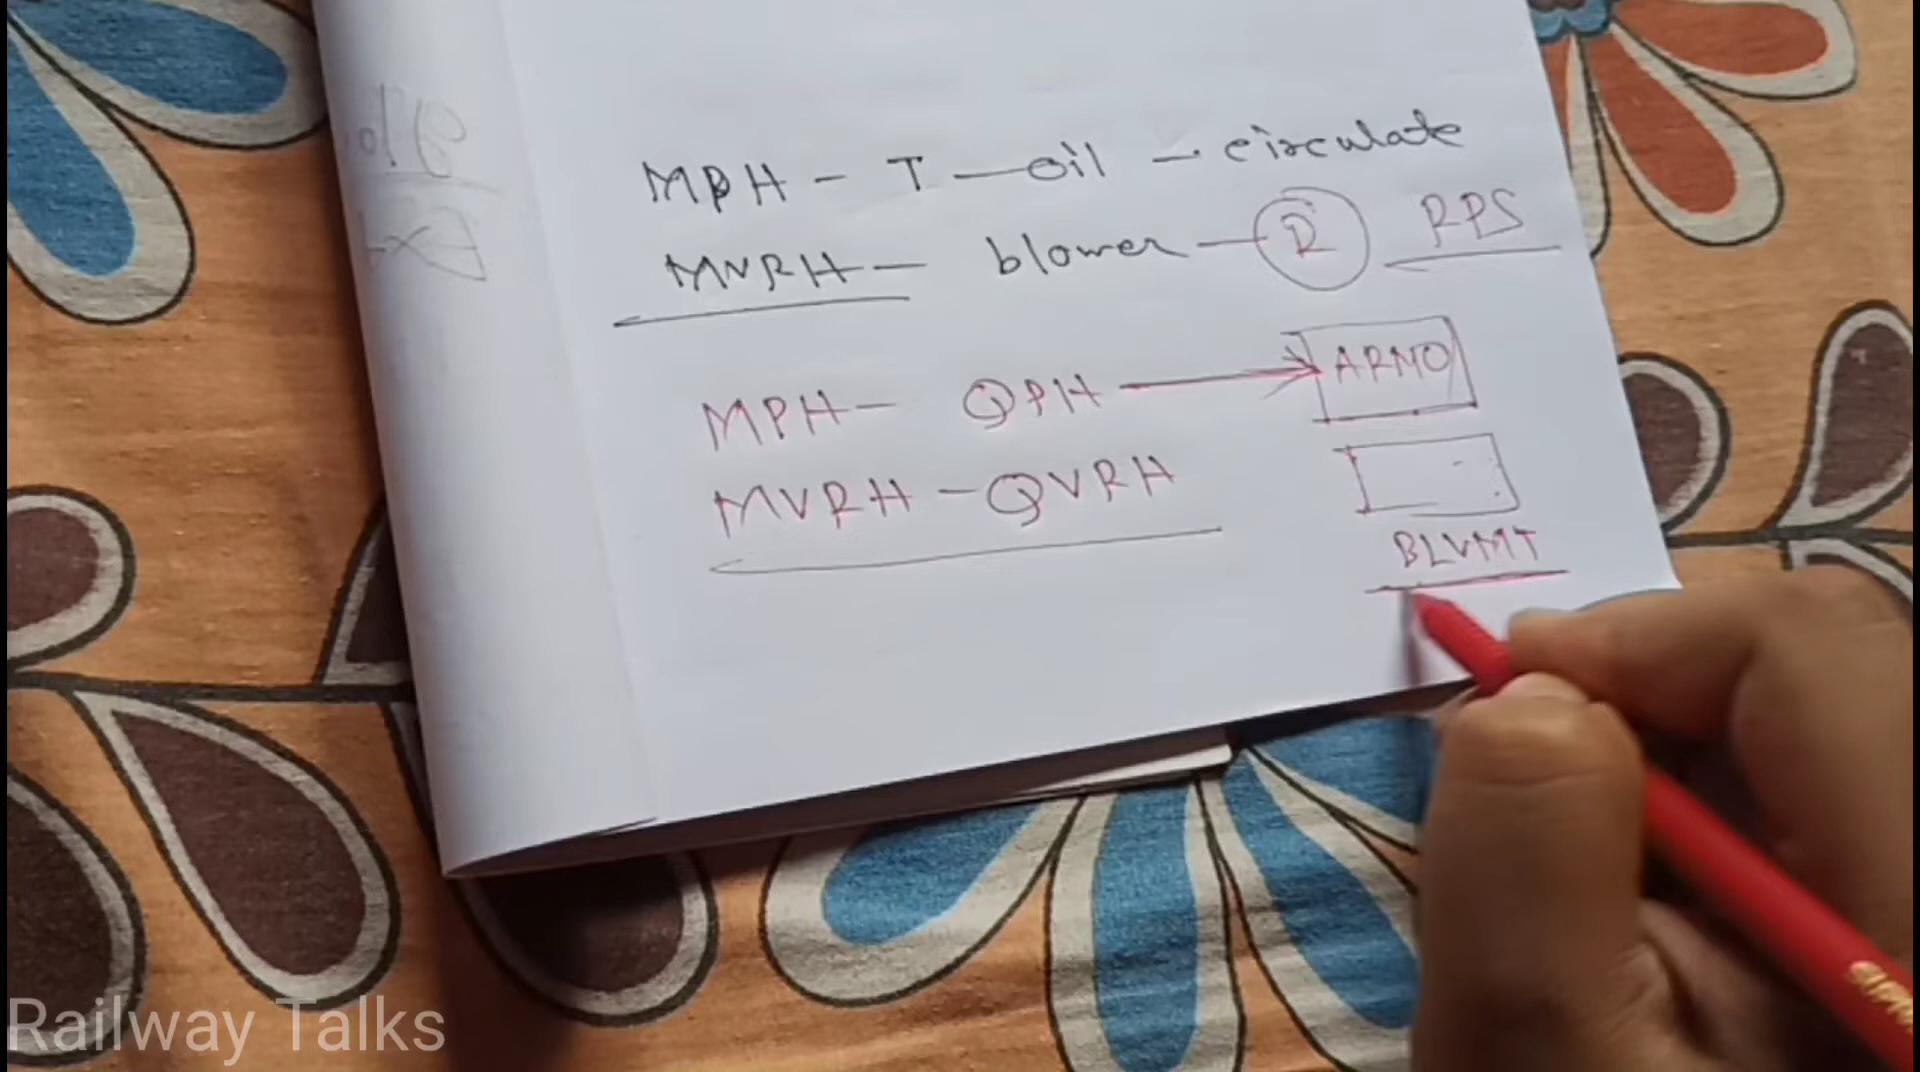 MPH - T - oil - circulate
MVRH - blower - R RPS
MPH - QPH → ARNO
MVRH - QVRH
BLVMT
Railway Talks